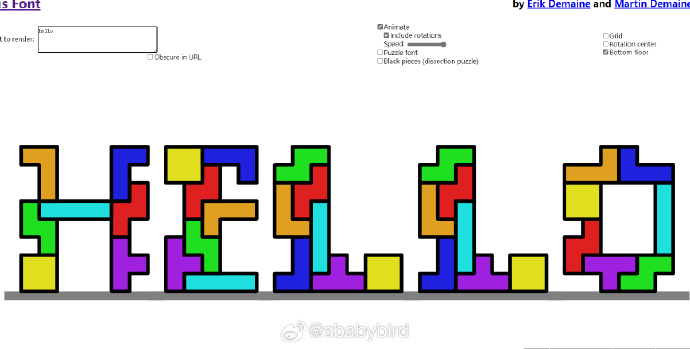 s Font
by Erik Demaine and Martin Demaine
t to render:
hello
Obscure in URL
Animate
Include rotations
Speed:
Puzzle font
Black pieces (dissection puzzle)
Grid
Rotation center
Bottom floor
HELLO
@sbabybird